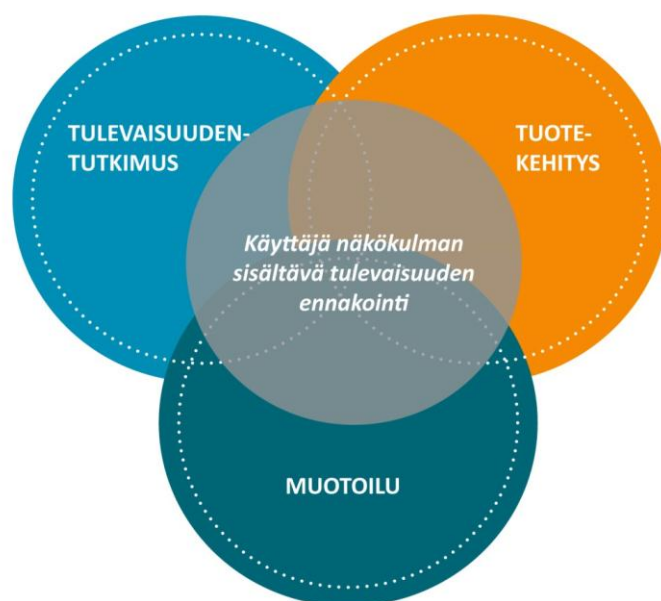 TULEVAISUUDEN-
TUTKIMUS
TUOTE-
KEHITYS
Käyttäjä näkökulman
sisältävä tulevaisuuden
ennakointi
MUOTOILU